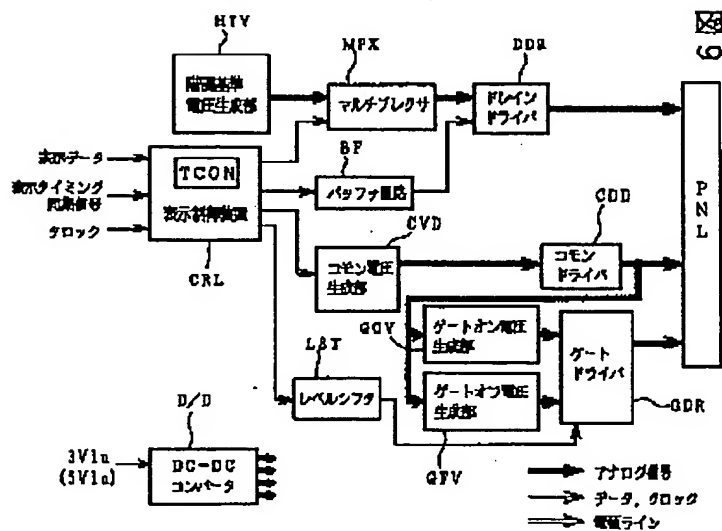 図6
HTV
階調基準
電圧生成部
MPX
マルチプレクサ
DDR
ドレイン
ドライバ
表示データ
表示タイミング
同期信号
クロック
TCON
表示制御装置
CRL
BF
バッファ回路
CVD
コモン電圧
生成部
CDD
コモン
ドライバ
PNL
GOV
ゲートオン電圧
生成部
ゲートオン電圧
生成部
GFV
ゲート
ドライバ
GDR
LST
レベルシフタ
D/D
3V1n
(5V1n)
DC-DC
コンバータ
アナログ信号
データ,クロック
電源ライン